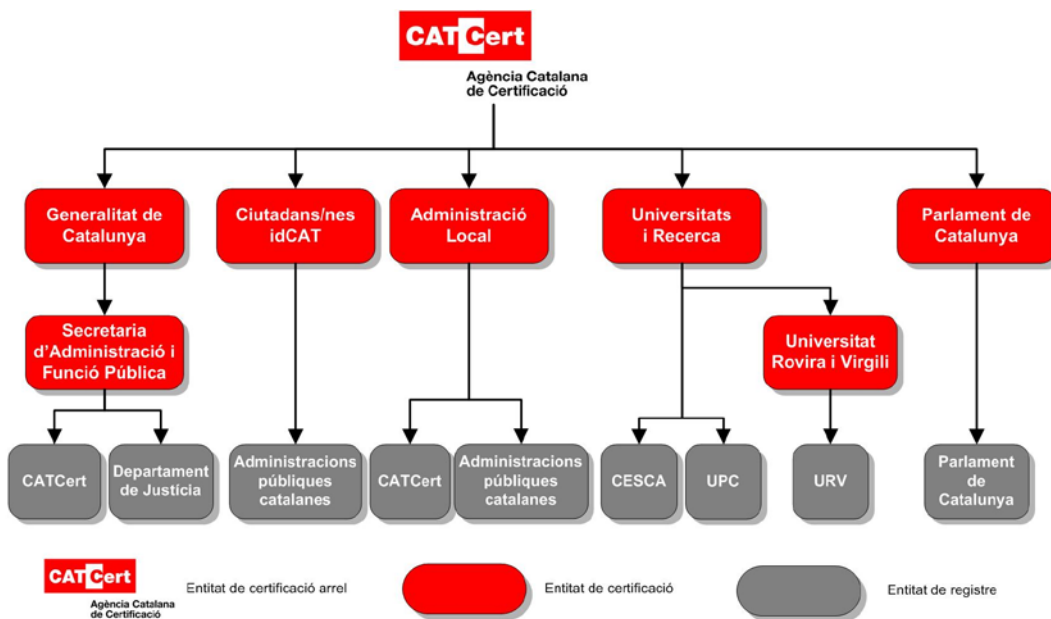 CATCert
Agència Catalana
de Certificació
Generalitat de
Catalunya
Ciutadans/nes
idCAT
Administració
Local
Universitats
i Recerca
Parlament de
Catalunya
Secretaria
d'Administració i
Funció Pública
Universitat
Rovira i Virgili
CATCert
Departament
de Justícia
Administracions
públiques
catalanes
CATCert
Administracions
públiques
catalanes
CESCA
UPC
URV
Parlament
de
Catalunya
CATCert
Agència Catalana
de Certificació
Entitat de certificació arrel
Entitat de certificació
Entitat de registre